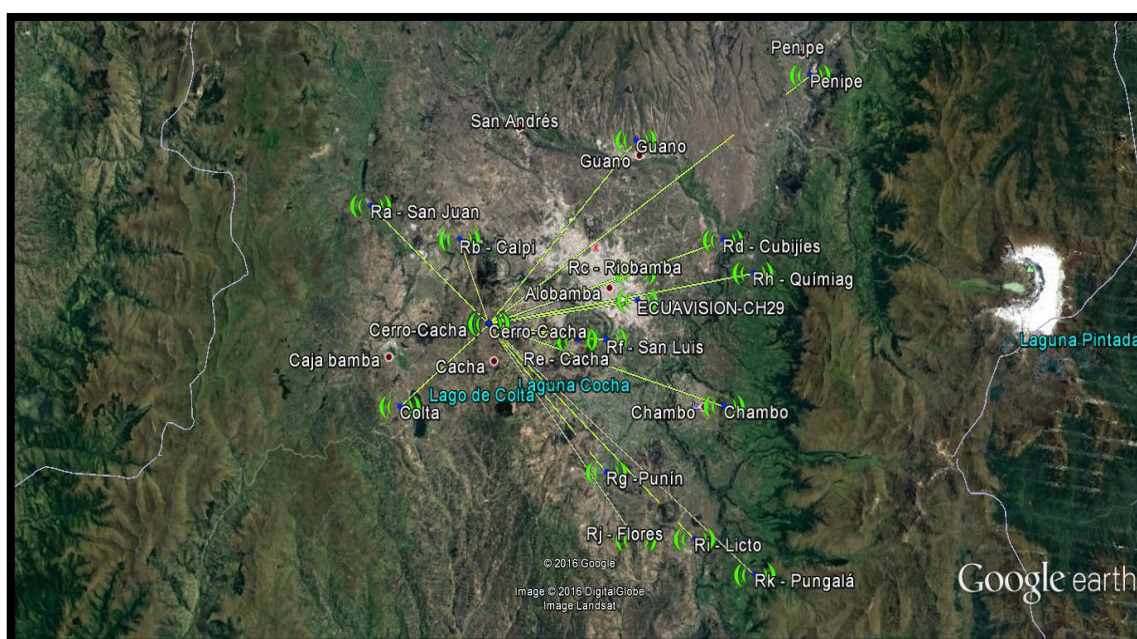 Penipe
Penipe
San Andrés
Guano
Guano
Ra - San Juan
Rb - Calpi
Rd - Cubijíes
Rc - Riobamba
Rh - Químiag
Alobamba
ECUAVISION-CH29
Cerro-Cacha
Cerro-Cacha
Laguna Pintada
Rf - San Luis
Re - Cacha
Caja bamba
Cacha
Laguna Cocha
Lago de Colta
Colta
Chambo
Chambo
Rg -Punín
Rj - Flores
Ri - Licto
© 2016 Google
Rk - Pungalá
Image © 2016 DigitalGlobe
Image Landsat
Google earth